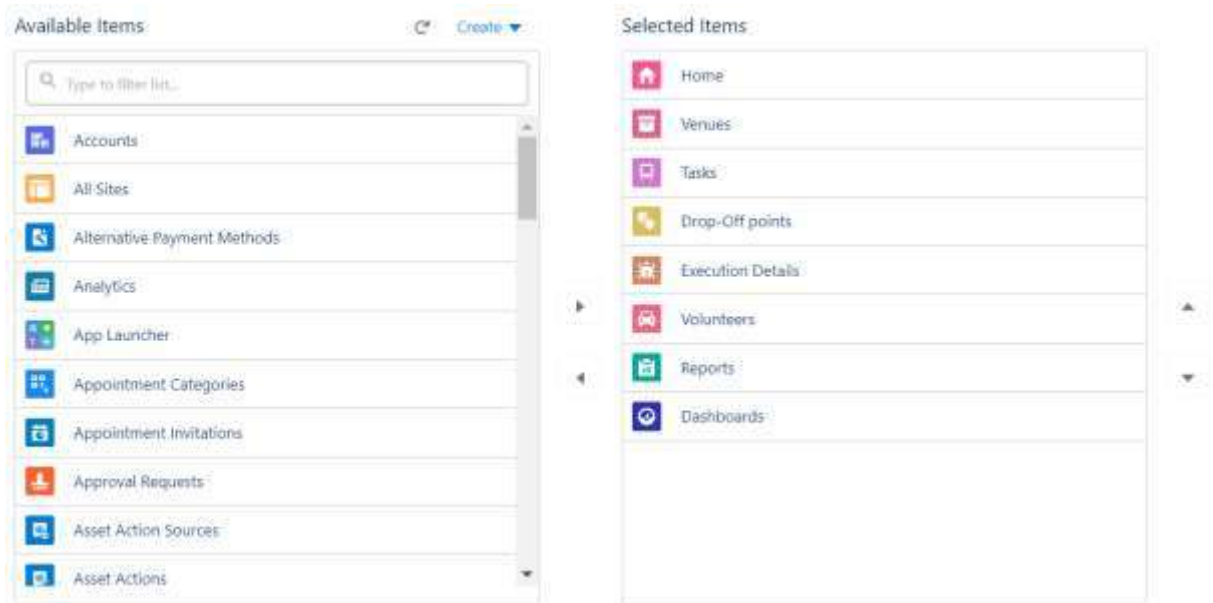 Available Items
Create
Type to filter list...
Accounts
All Sites
Alternative Payment Methods
Analytics
App Launcher
Appointment Categories
Appointment Invitations
Approval Requests
Asset Action Sources
Asset Actions
Selected Items
Home
Venues
Tasks
Drop-Off points
Execution Details
Volunteers
Reports
Dashboards